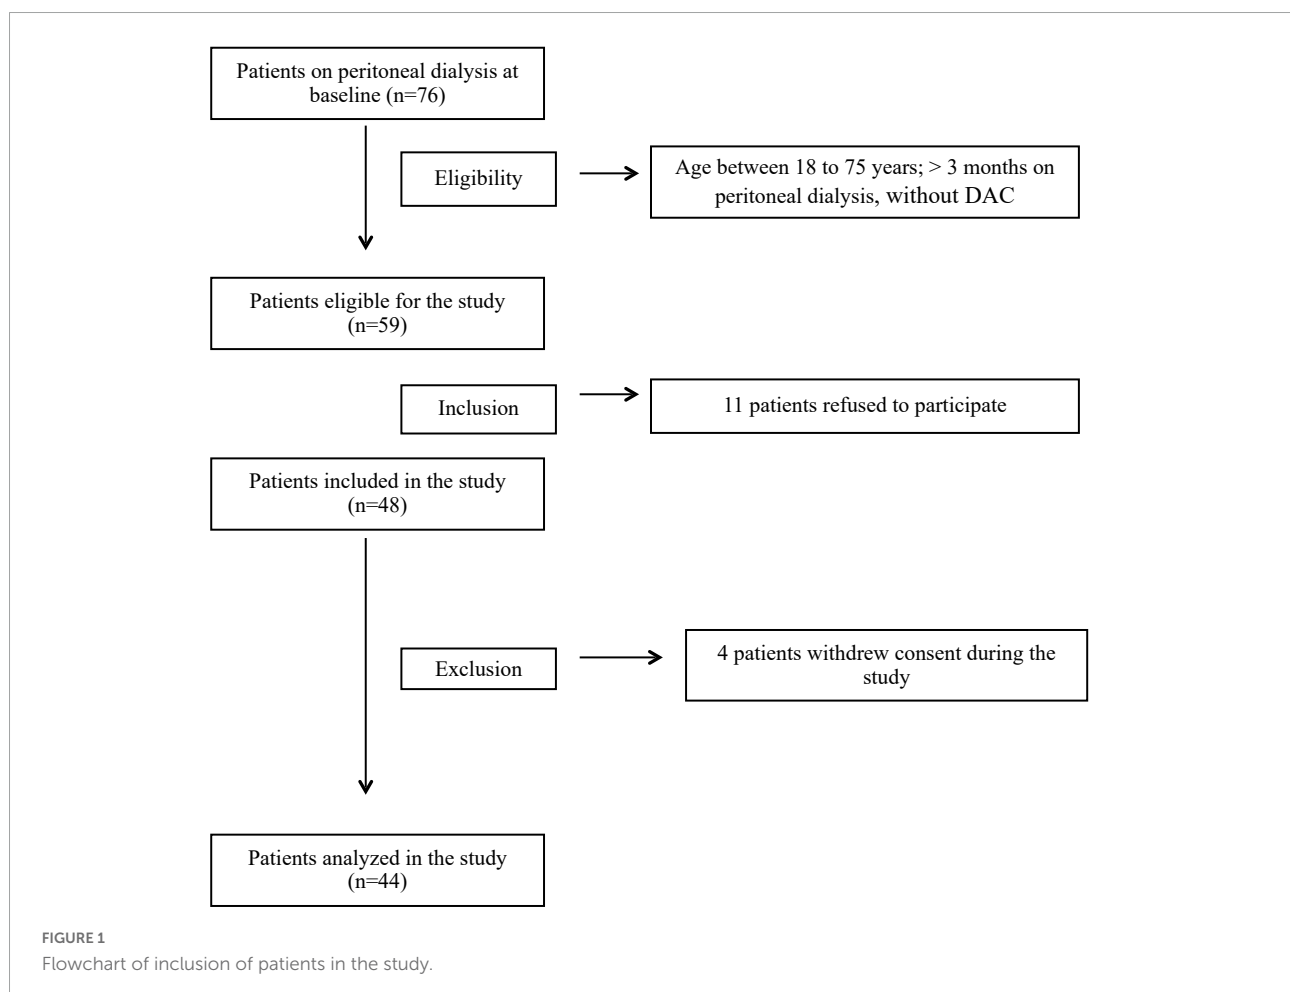 Patients on peritoneal dialysis at
baseline (n=76)
Eligibility
Age between 18 to 75 years; > 3 months on
peritoneal dialysis, without DAC
Patients eligible for the study
(n=59)
Inclusion
11 patients refused to participate
Patients included in the study
(n=48)
Exclusion
4 patients withdrew consent during the
study
Patients analyzed in the study
(n=44)
FIGURE 1
Flowchart of inclusion of patients in the study.